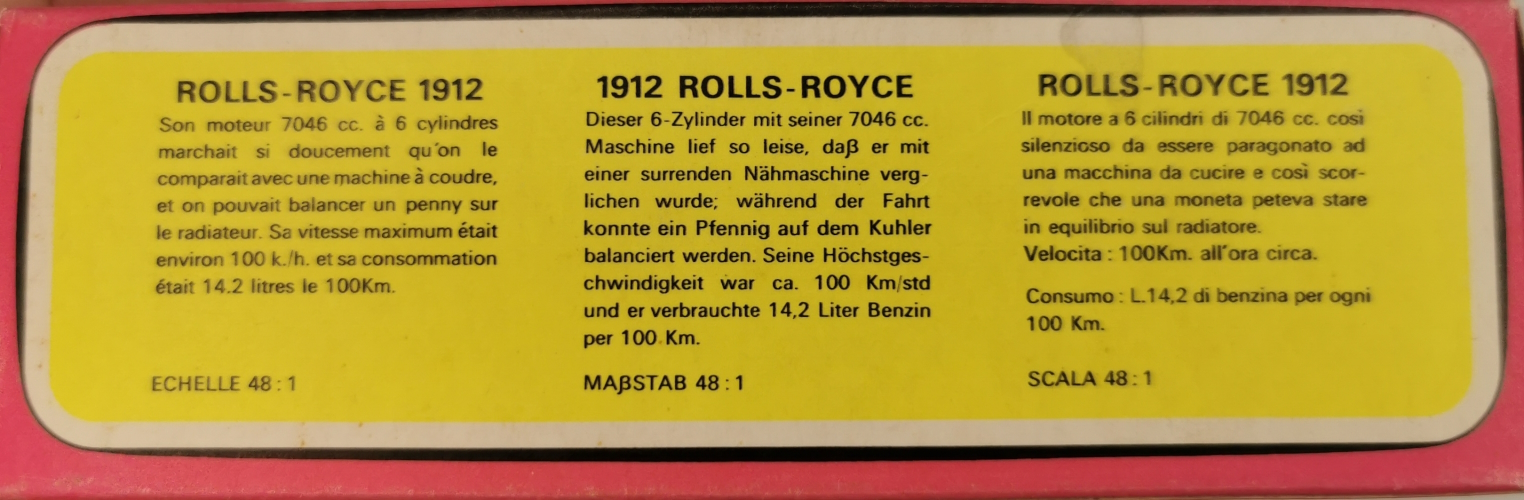 ROLLS-ROYCE 1912
Son moteur 7046 cc. à 6 cylindres
marchait si doucement qu'on le
comparait avec une machine à coudre,
et on pouvait balancer un penny sur
le radiateur. Sa vitesse maximum était
environ 100 k./h. et sa consommation
était 14.2 litres le 100Km.
ECHELLE 48:1
1912 ROLLS-ROYCE
Dieser 6-Zylinder mit seiner 7046 cc.
Maschine lief so leise, daß er mit
einer surrenden Nähmaschine verg-
lichen wurde; während der Fahrt
konnte ein Pfennig auf dem Kuhler
balanciert werden. Seine Höchstges-
chwindigkeit war ca. 100 Km/std
und er verbrauchte 14,2 Liter Benzin
per 100 Km.
MAßSTAB 48:1
ROLLS-ROYCE 1912
Il motore a 6 cilindri di 7046 cc. così
silenzioso da essere paragonato ad
una macchina da cucire e così scor-
revole che una moneta peteva stare
in equilibrio sul radiatore.
Velocita : 100Km. all'ora circa.
Consumo : L.14,2 di benzina per ogni
100 Km.
SCALA 48:1